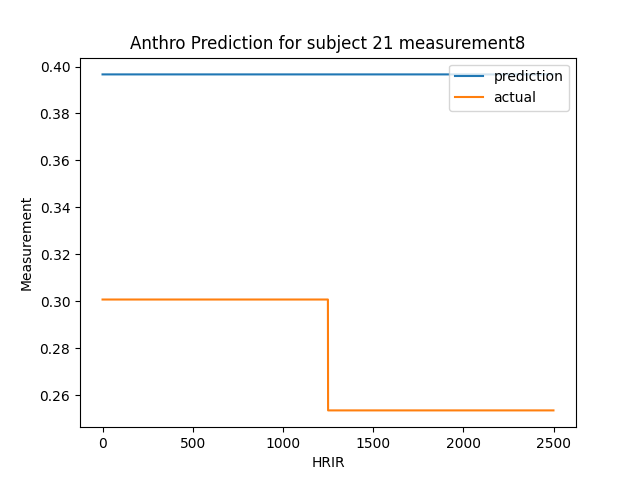 Anthro Prediction for subject 21 measurement8
prediction
actual
Measurement
0.40
0.38
0.36
0.34
0.32
0.30
0.28
0.26
0 500 1000 1500 2000 2500
HRIR